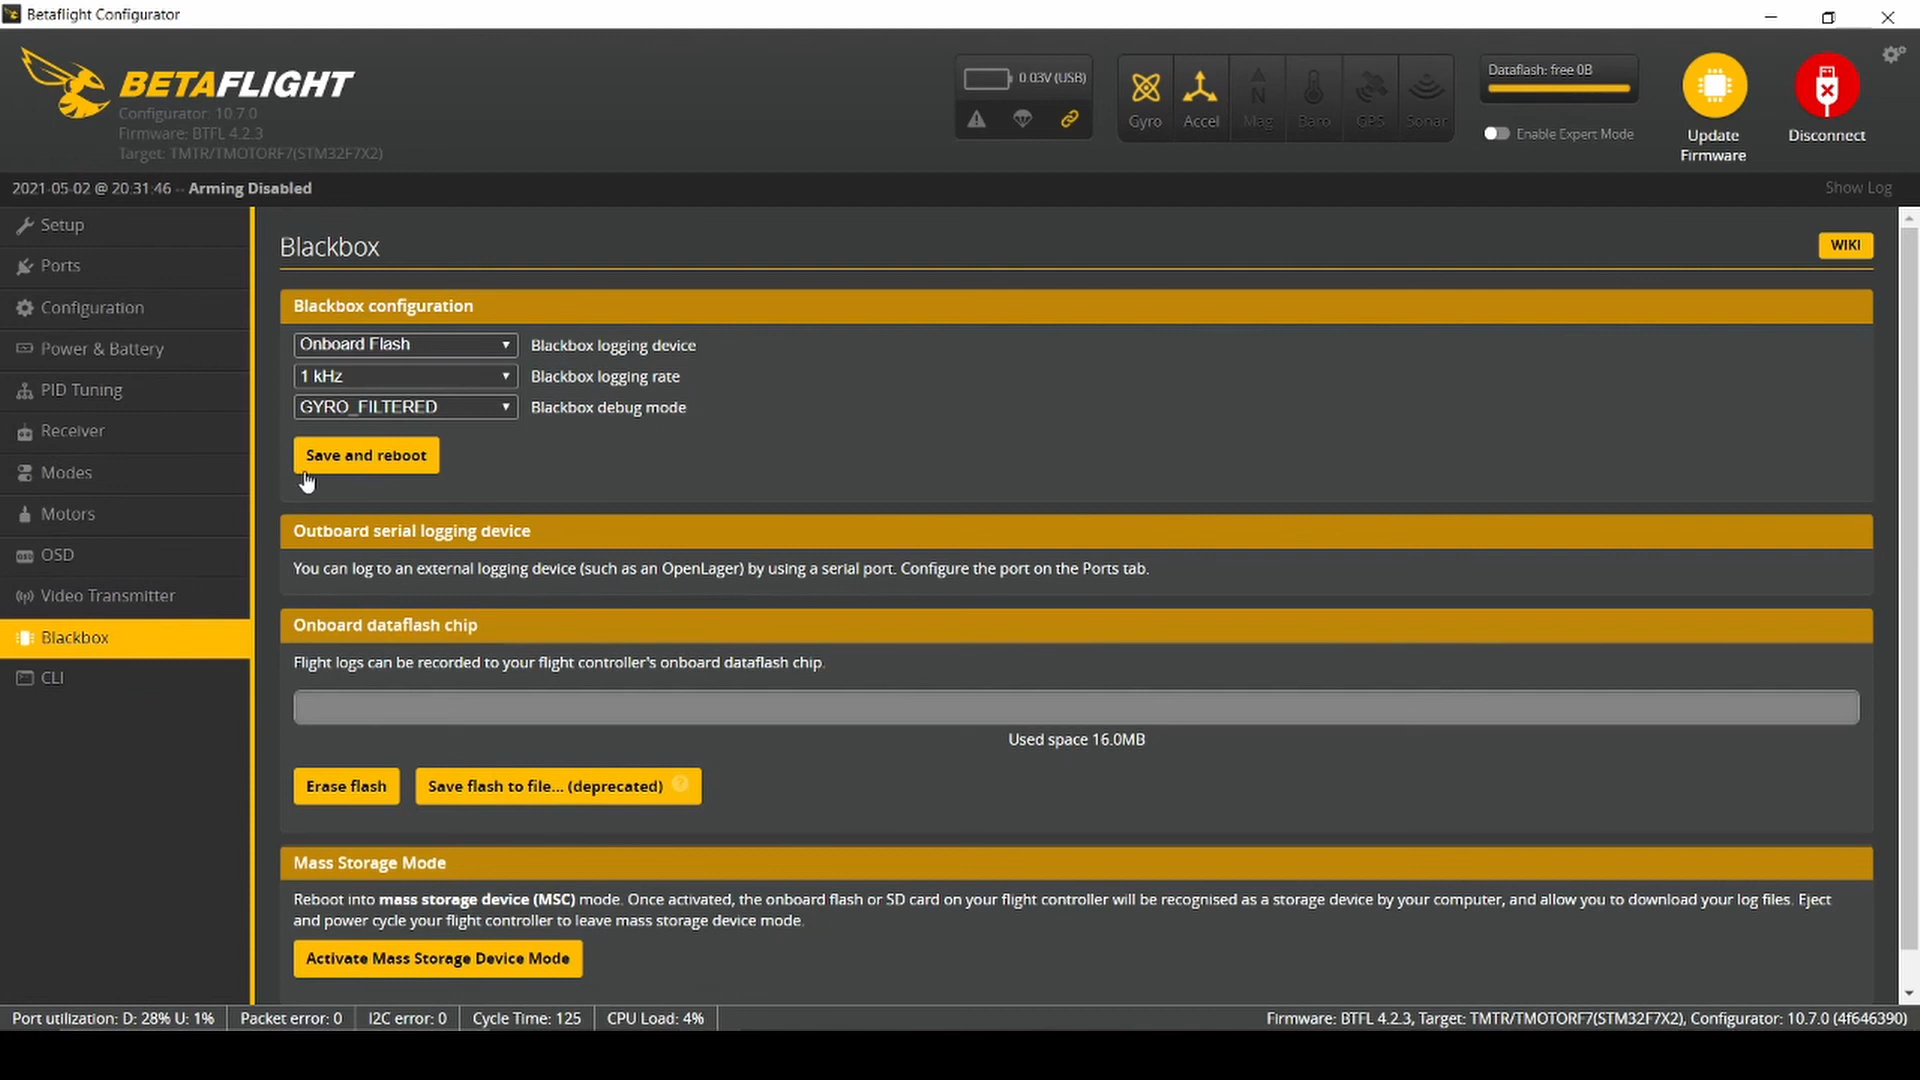 Betaflight Configurator
BETAFLIGHT
Configurator: 10.7.0
Firmware: BTFL 4.2.3
Target: TMTR/TMOTORF7(STM32F7X2)
0.03V (USB)
Gyro
Accel
Mag
Baro
GPS
Sonar
Dataflash: free 0B
Enable Expert Mode
Update
Firmware
Disconnect
2021-05-02 @ 20:31:46 -- Arming Disabled
Show Log
Setup
Ports
Configuration
Power & Battery
PID Tuning
Receiver
Modes
Motors
OSD
Video Transmitter
Blackbox
CLI
Blackbox
WIKI
Blackbox configuration
Onboard Flash Blackbox logging device
1 kHz Blackbox logging rate
GYRO_FILTERED Blackbox debug mode
Save and reboot
Outboard serial logging device
You can log to an external logging device (such as an OpenLager) by using a serial port. Configure the port on the Ports tab.
Onboard dataflash chip
Flight logs can be recorded to your flight controller's onboard dataflash chip.
Used space 16.0MB
Erase flash
Save flash to file... (deprecated) ?
Mass Storage Mode
Reboot into mass storage device (MSC) mode. Once activated, the onboard flash or SD card on your flight controller will be recognised as a storage device by your computer, and allow you to download your log files. Eject
and power cycle your flight controller to leave mass storage device mode.
Activate Mass Storage Device Mode
Port utilization: D: 28% U: 1%
Packet error: 0
I2C error: 0
Cycle Time: 125
CPU Load: 4%
Firmware: BTFL 4.2.3, Target: TMTR/TMOTORF7(STM32F7X2), Configurator: 10.7.0 (4f646390)